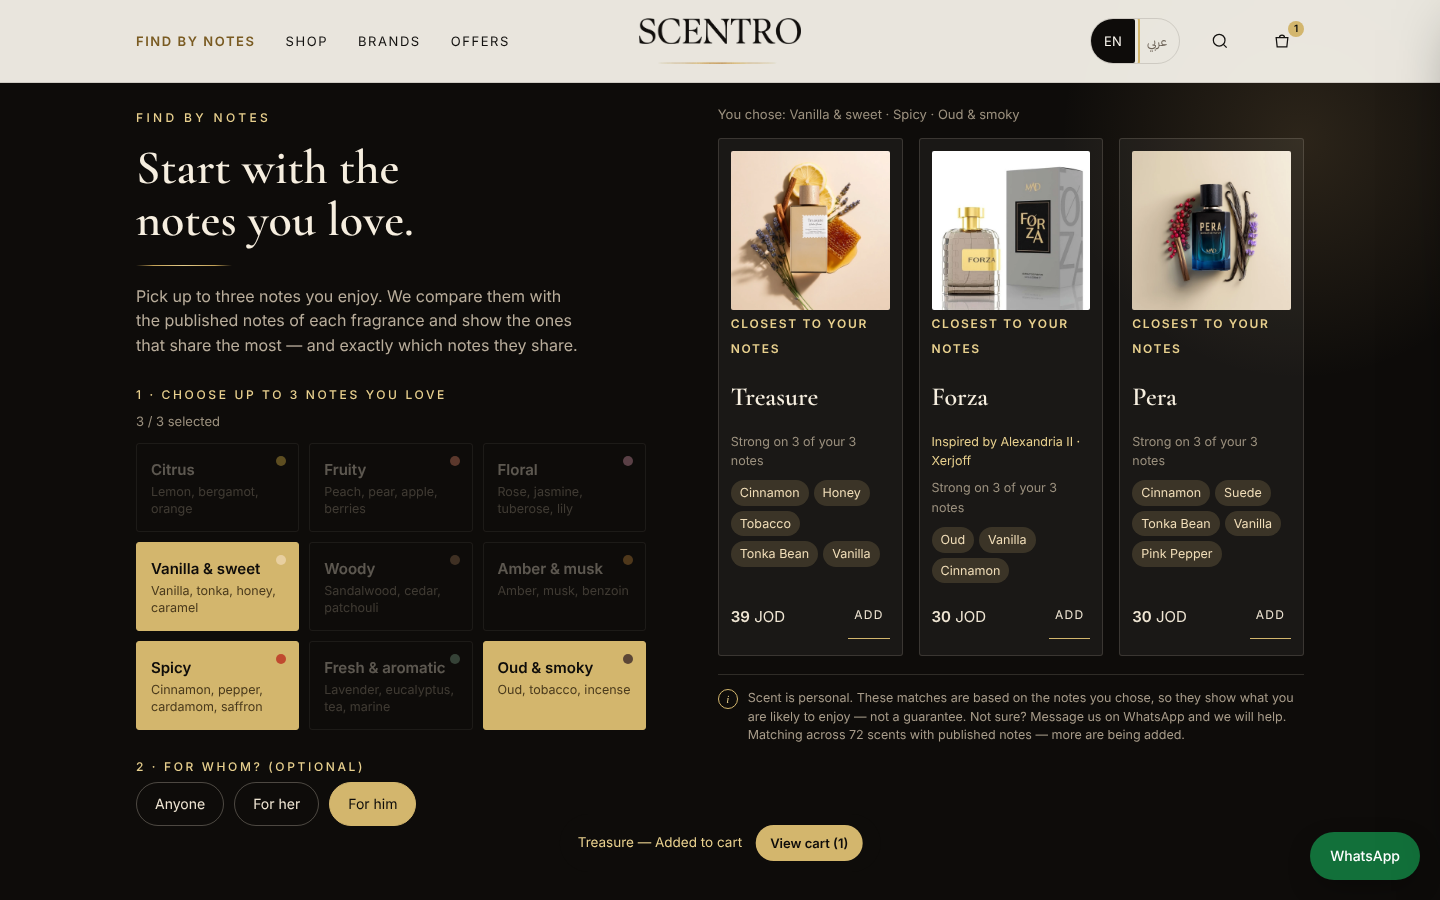 FIND BY NOTES
SHOP
BRANDS
OFFERS
SCENTRO
EN
عربي
1
FIND BY NOTES
Start with the
notes you love.
Pick up to three notes you enjoy. We compare them with
the published notes of each fragrance and show the ones
that share the most — and exactly which notes they share.
1 · CHOOSE UP TO 3 NOTES YOU LOVE
3 / 3 selected
Citrus
Lemon, bergamot,
orange
Fruity
Peach, pear, apple,
berries
Floral
Rose, jasmine,
tuberose, lily
Vanilla & sweet
Vanilla, tonka, honey,
caramel
Woody
Sandalwood, cedar,
patchouli
Amber & musk
Amber, musk, benzoin
Spicy
Cinnamon, pepper,
cardamom, saffron
Fresh & aromatic
Lavender, eucalyptus,
tea, marine
Oud & smoky
Oud, tobacco, incense
2 · FOR WHOM? (OPTIONAL)
Anyone
For her
For him
You chose: Vanilla & sweet · Spicy · Oud & smoky
CLOSEST TO YOUR
NOTES
Treasure
Strong on 3 of your 3
notes
Cinnamon
Honey
Tobacco
Tonka Bean
Vanilla
39 JOD
ADD
MAD
FOR
ZA
FORZA
CLOSEST TO YOUR
NOTES
Forza
Inspired by Alexandria II ·
Xerjoff
Strong on 3 of your 3
notes
Oud
Vanilla
Cinnamon
30 JOD
ADD
PERA
CLOSEST TO YOUR
NOTES
Pera
Strong on 3 of your 3
notes
Cinnamon
Suede
Tonka Bean
Vanilla
Pink Pepper
30 JOD
ADD
i
Scent is personal. These matches are based on the notes you chose, so they show what you
are likely to enjoy — not a guarantee. Not sure? Message us on WhatsApp and we will help.
Matching across 72 scents with published notes — more are being added.
Treasure — Added to cart
View cart (1)
WhatsApp